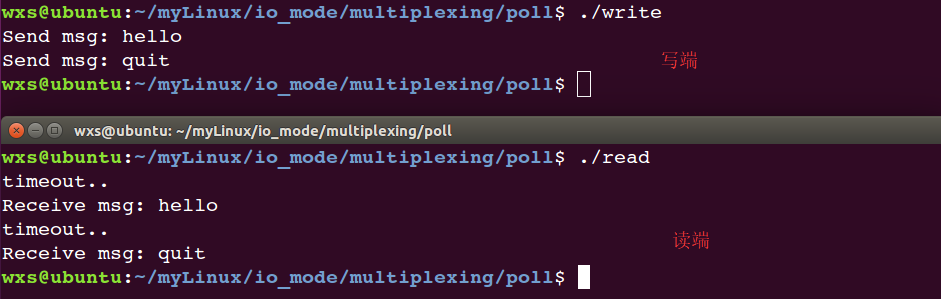 wxs@ubuntu:~/myLinux/io_mode/multiplexing/poll$ ./write
Send msg: hello
Send msg: quit
写端
wxs@ubuntu:~/myLinux/io_mode/multiplexing/poll$
wxs@ubuntu: ~/myLinux/io_mode/multiplexing/poll
wxs@ubuntu:~/myLinux/io_mode/multiplexing/poll$ ./read
timeout..
Receive msg: hello
timeout..
读端
Receive msg: quit
wxs@ubuntu:~/myLinux/io_mode/multiplexing/poll$